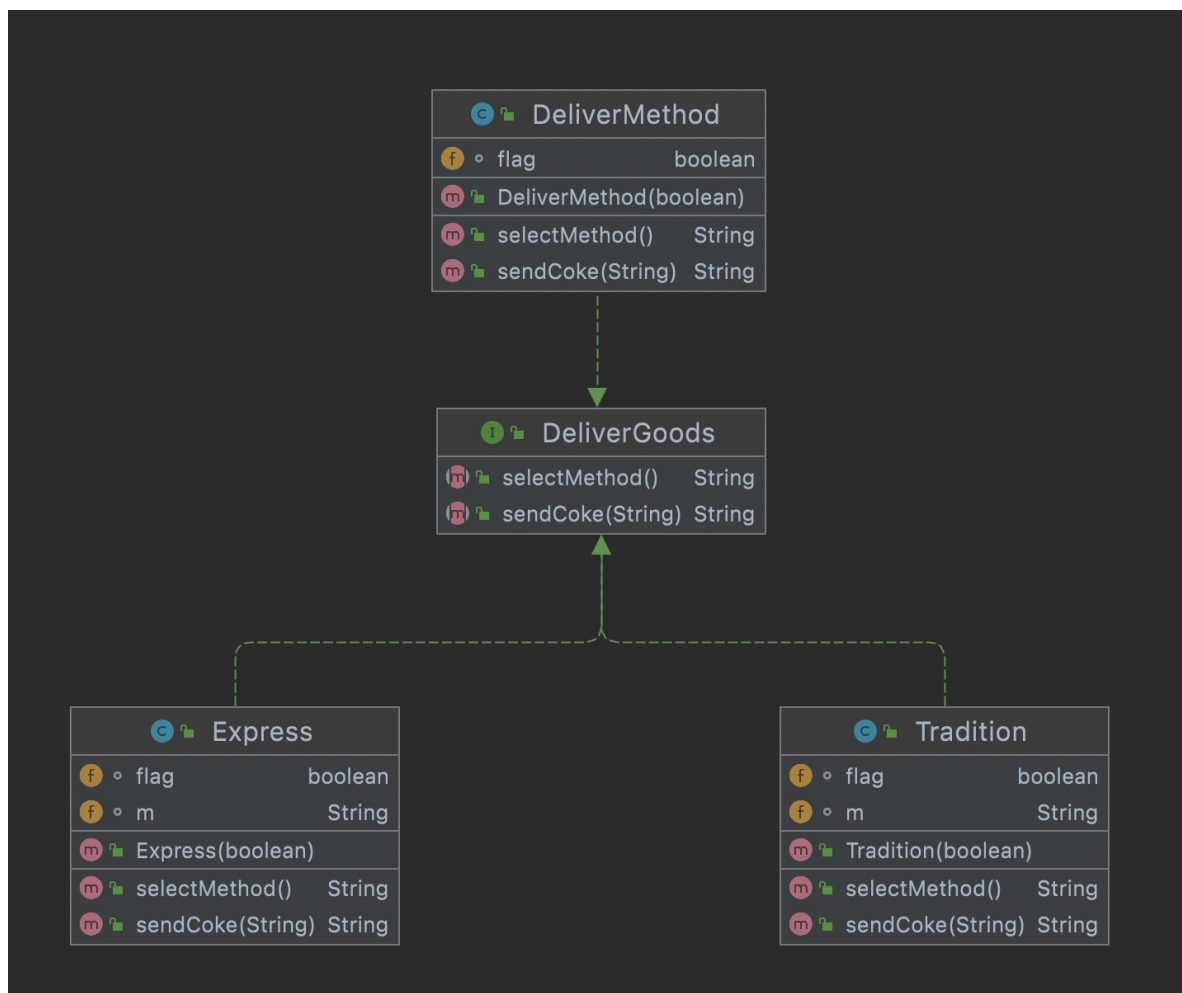 C DeliverMethod
f flag boolean
m DeliverMethod(boolean)
m selectMethod() String
m sendCoke(String) String
I DeliverGoods
m selectMethod() String
m sendCoke(String) String
C Express
f flag boolean
f m String
m Express(boolean)
m selectMethod() String
m sendCoke(String) String
C Tradition
f flag boolean
f m String
m Tradition(boolean)
m selectMethod() String
m sendCoke(String) String